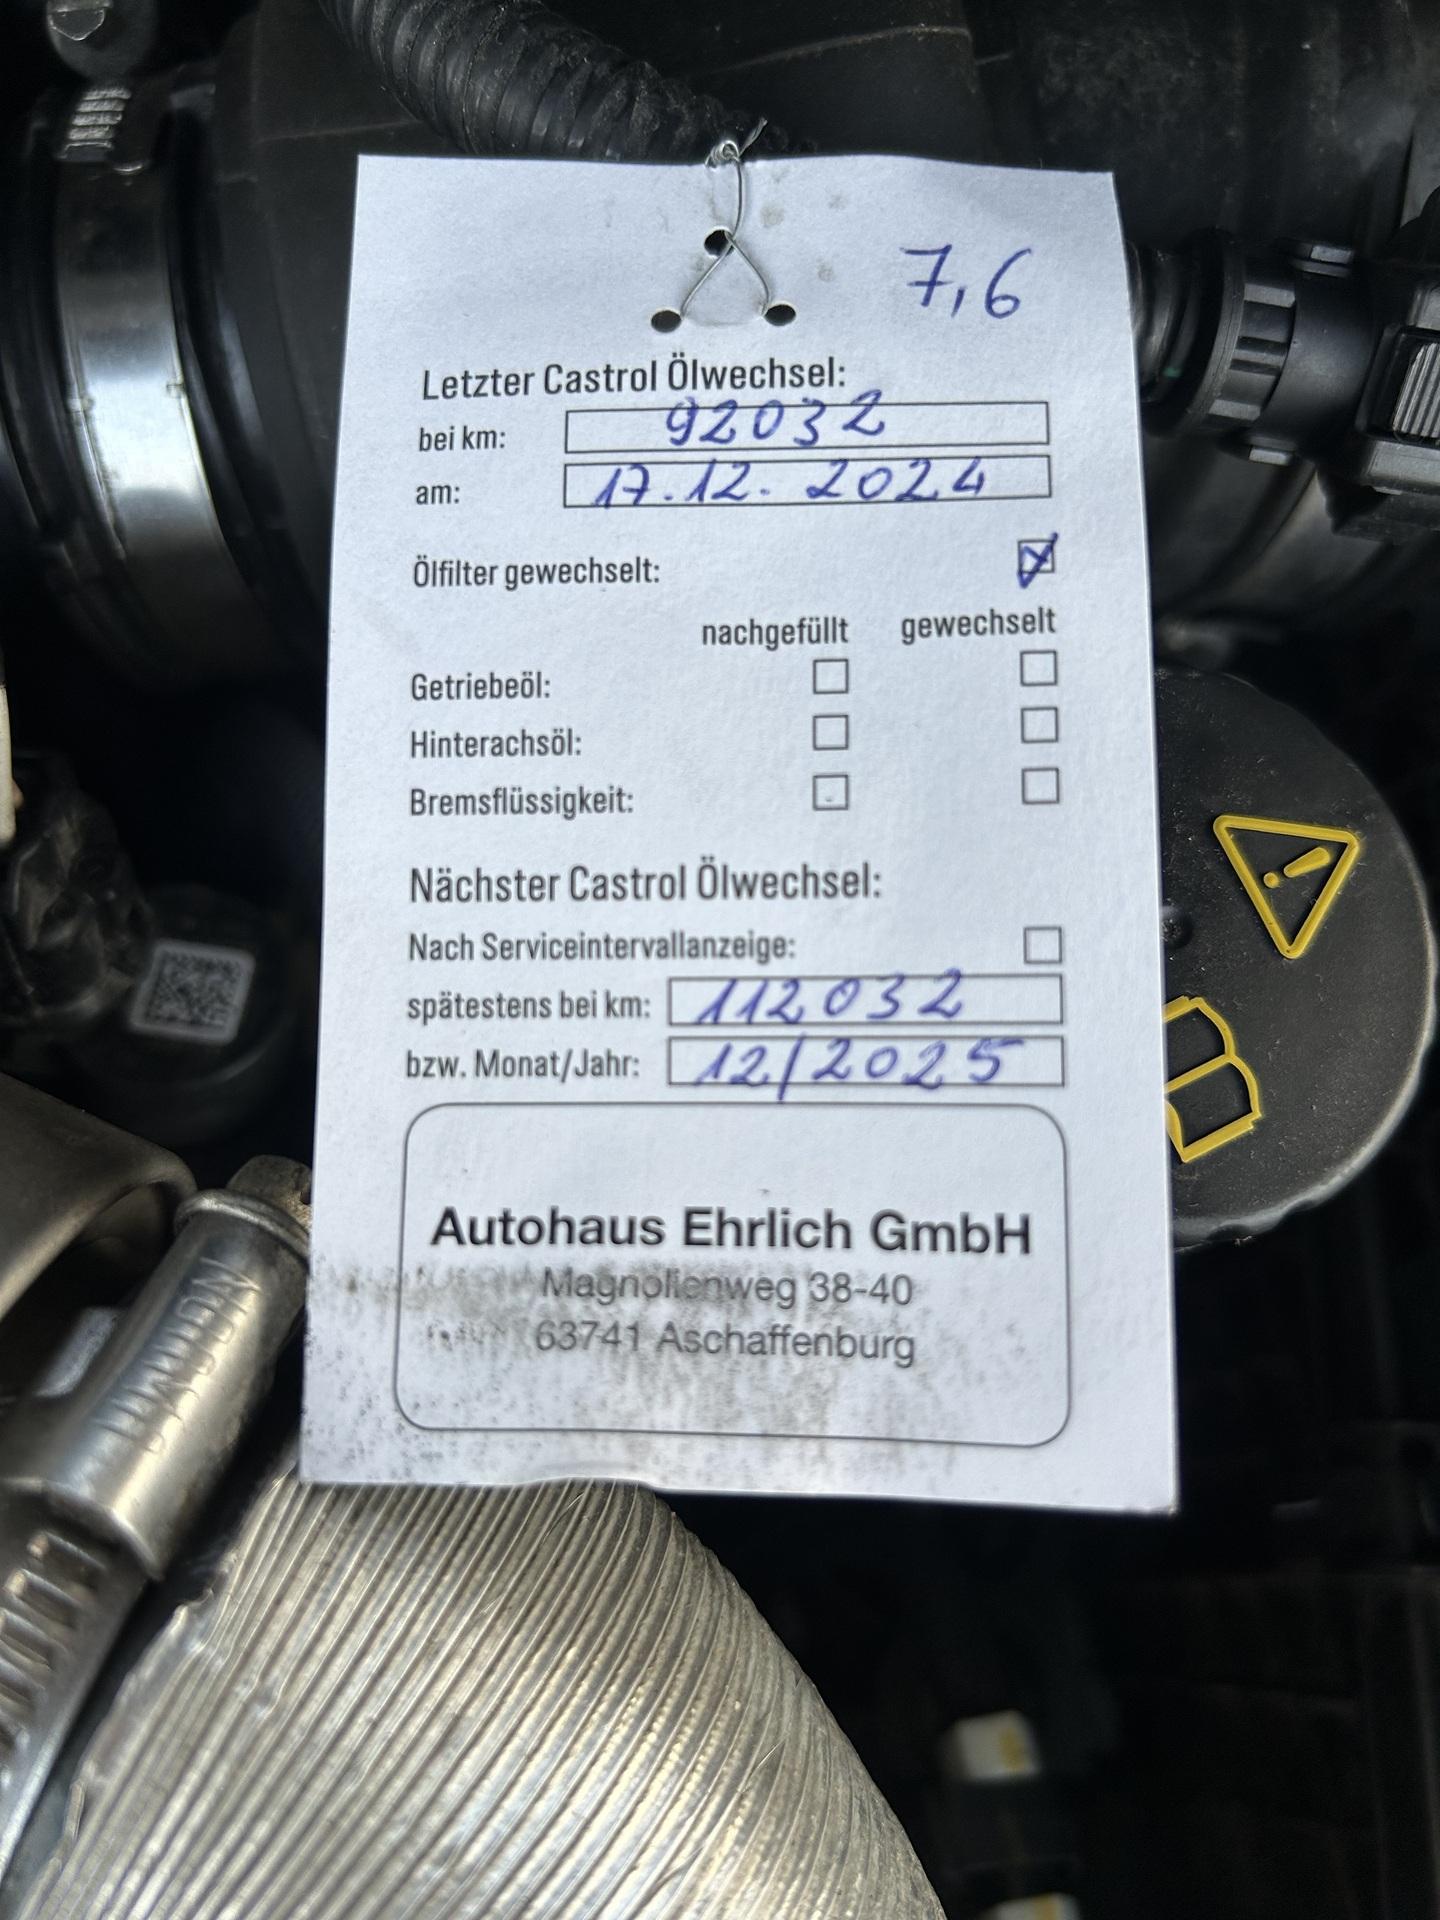 7,6
Letzter Castrol Ölwechsel:
bei km: 92032
am: 17.12.2024
Ölfilter gewechselt:
nachgefüllt gewechselt
Getriebeöl:
Hinterachsöl:
Bremsflüssigkeit:
Nächster Castrol Ölwechsel:
Nach Serviceintervallanzeige:
spätestens bei km: 112032
bzw. Monat/Jahr: 12/2025
Autohaus Ehrlich GmbH
Magnolienweg 38-40
63741 Aschaffenburg